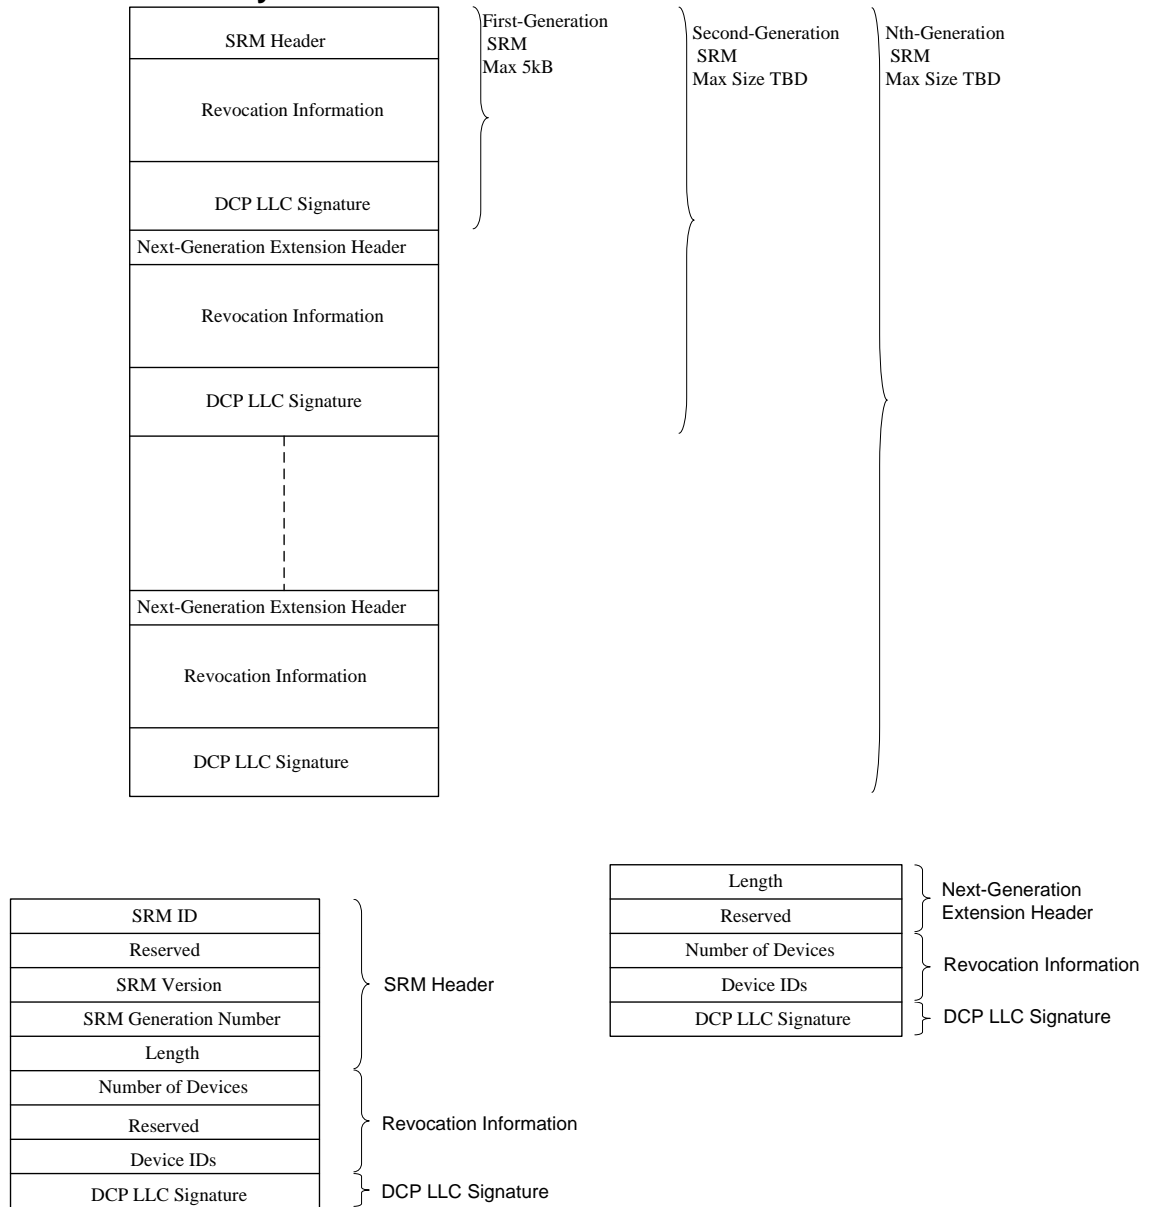 SRM Header
Revocation Information
DCP LLC Signature
Next-Generation Extension Header
Revocation Information
DCP LLC Signature
Next-Generation Extension Header
Revocation Information
DCP LLC Signature
First-Generation
SRM
Max 5kB
Second-Generation
SRM
Max Size TBD
Nth-Generation
SRM
Max Size TBD
SRM ID
Reserved
SRM Version
SRM Generation Number
Length
Number of Devices
Reserved
Device IDs
DCP LLC Signature
SRM Header
Revocation Information
DCP LLC Signature
Length
Reserved
Number of Devices
Device IDs
DCP LLC Signature
Next-Generation
Extension Header
Revocation Information
DCP LLC Signature